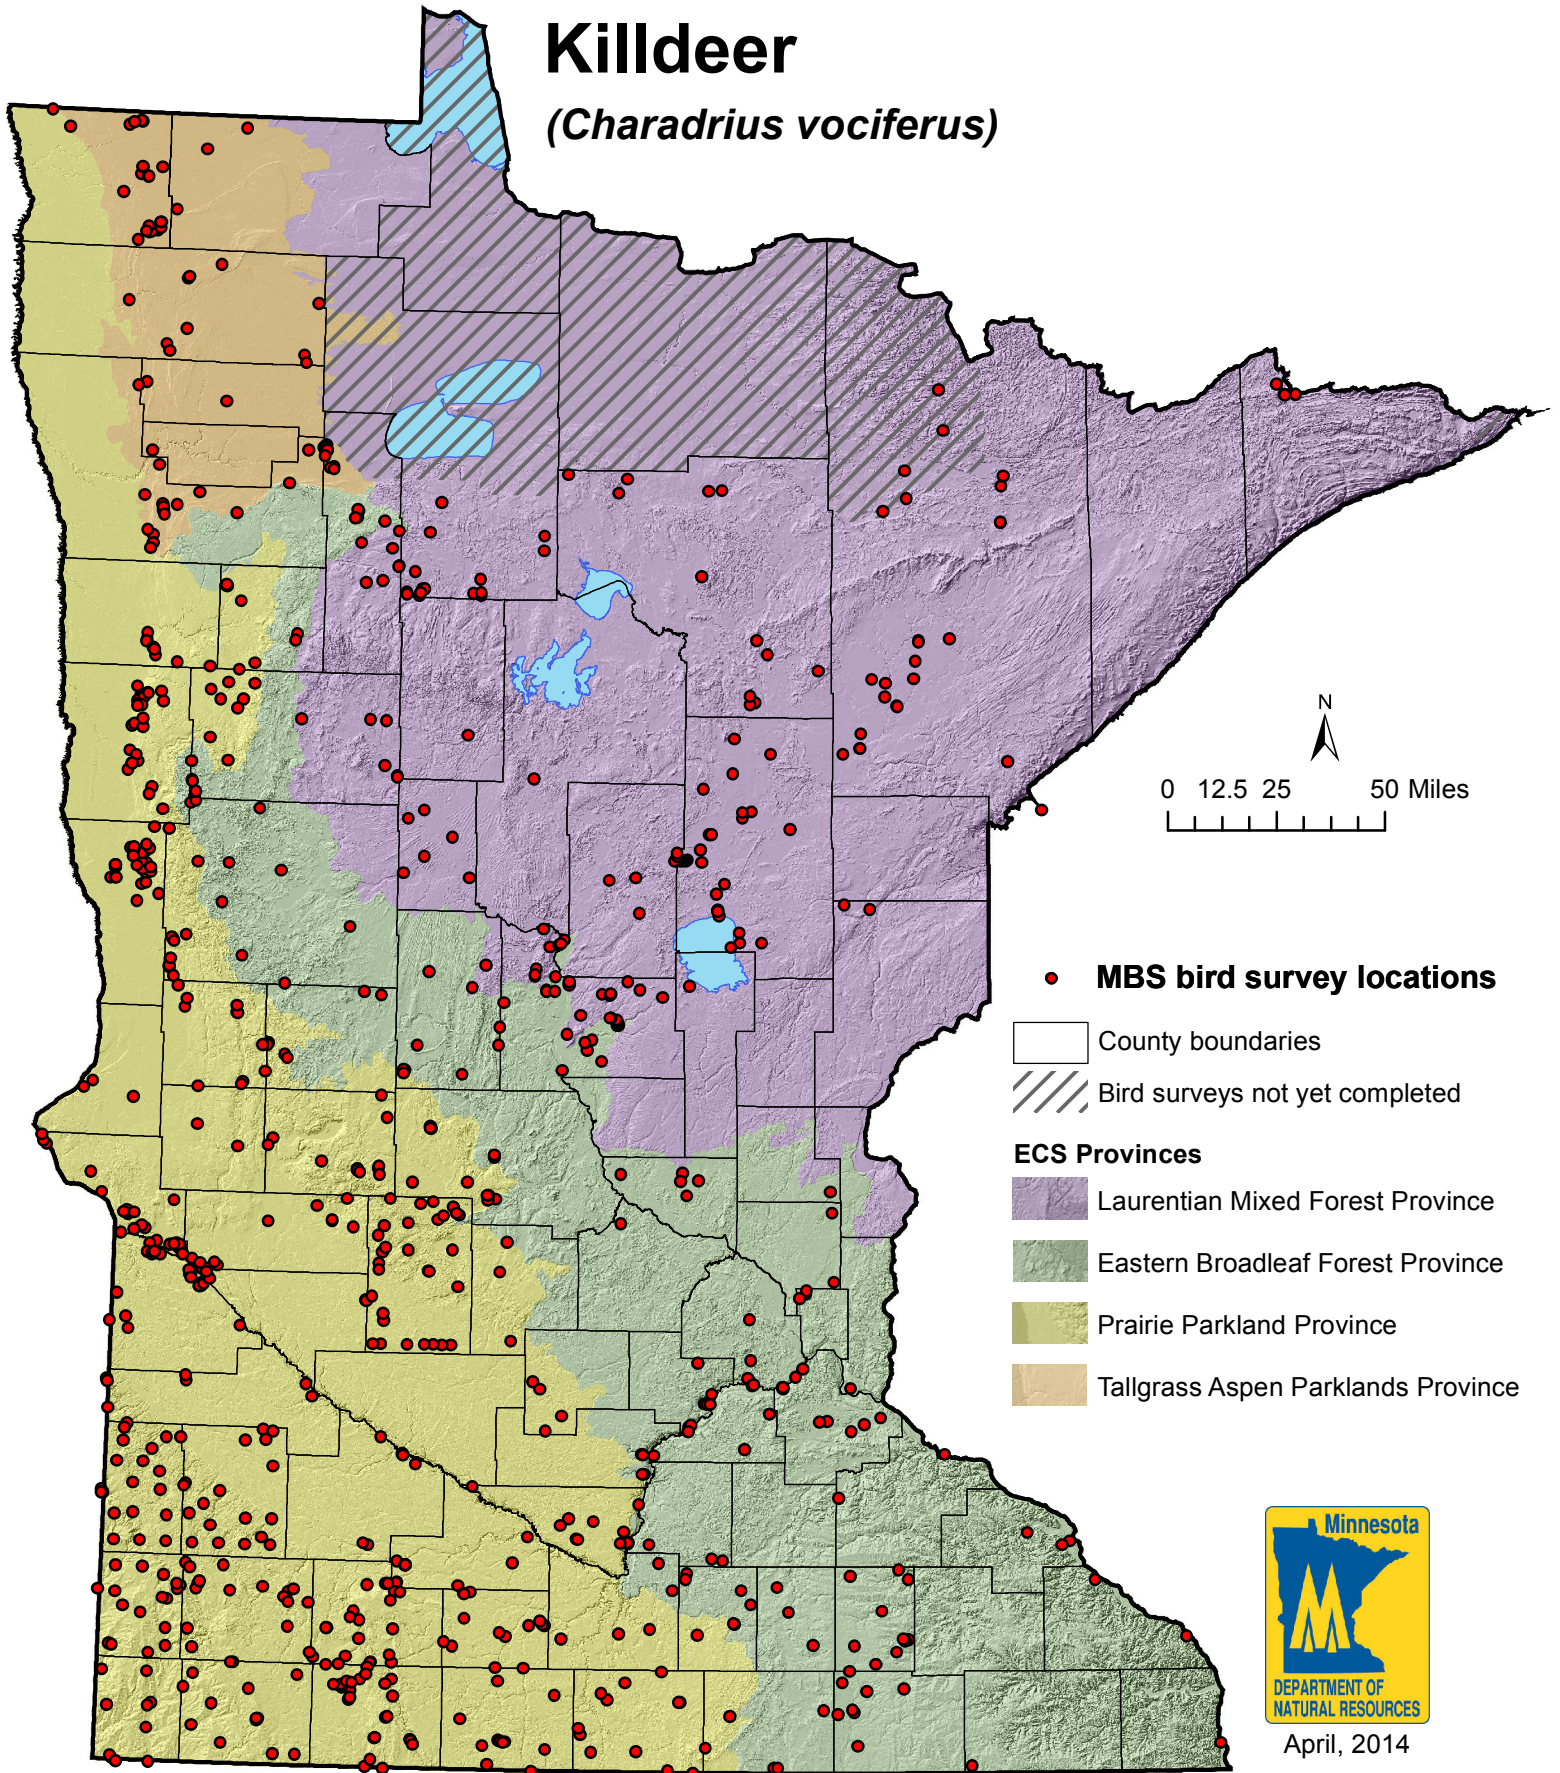 Killdeer
(Charadrius vociferus)
N
0 12.5 25 50 Miles
MBS bird survey locations
County boundaries
Bird surveys not yet completed
ECS Provinces
Laurentian Mixed Forest Province
Eastern Broadleaf Forest Province
Prairie Parkland Province
Tallgrass Aspen Parklands Province
Minnesota
DEPARTMENT OF
NATURAL RESOURCES
April, 2014